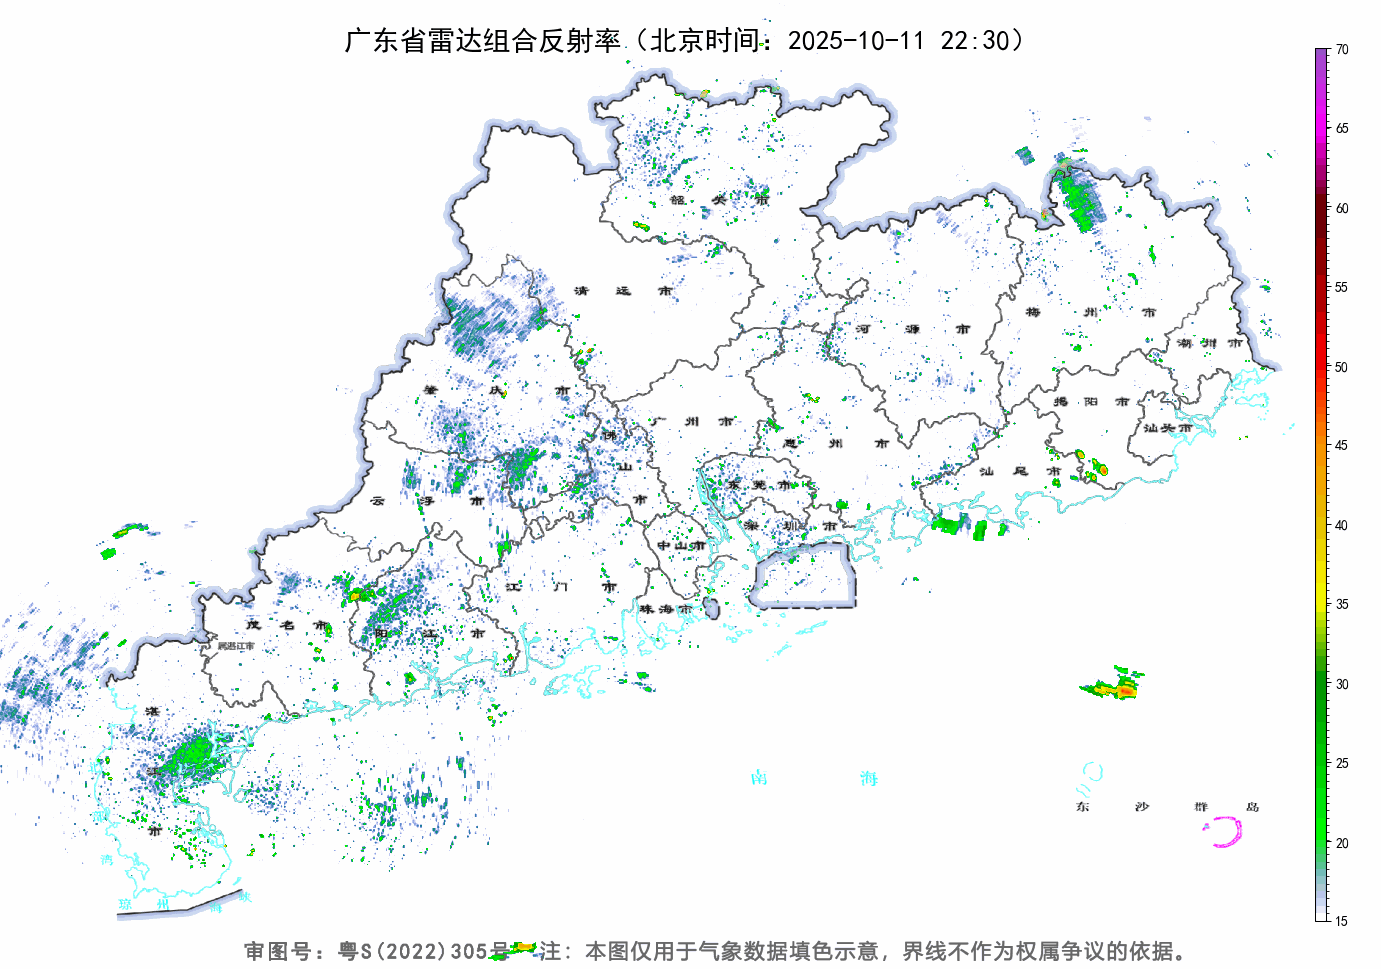 广东省雷达组合反射率（北京时间：2025-10-11 22:30）
70
65
60
55
50
45
40
35
30
25
20
15
韶 关 市
清 远 市
梅 州 市
河 源 市
潮 州 市
肇 庆 市
揭 阳 市
广 州 市
汕头市
佛 山 市
惠 州 市
汕 尾 市
云 浮 市
东 莞 市
深 圳 市
中山市
江 门 市
珠海市
茂 名 市
阳 江 市
属湛江市
湛 江 市
南 海
东 沙 群 岛
湾
琼 州 海 峡
审图号：粤S(2022)305号 注：本图仅用于气象数据填色示意，界线不作为权属争议的依据。